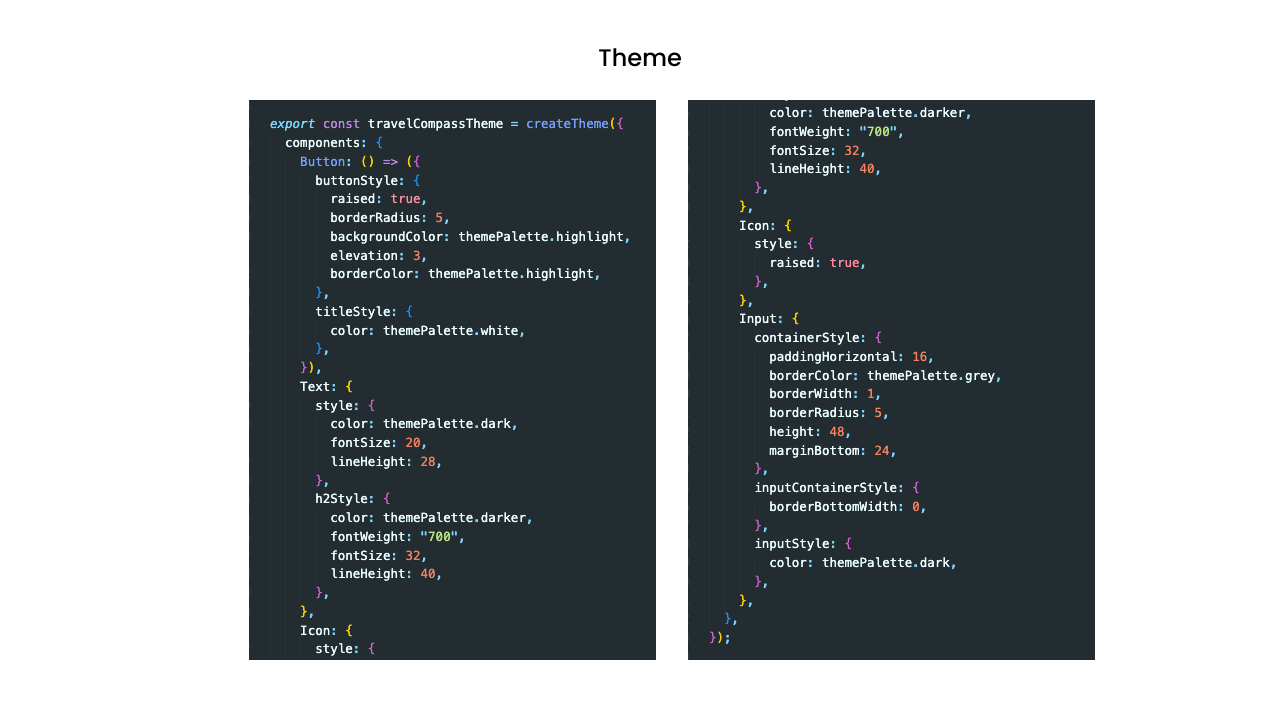 Theme
export const travelCompassTheme = createTheme({
  components: {
    Button: () => ({
      buttonStyle: {
        raised: true,
        borderRadius: 5,
        backgroundColor: themePalette.highlight,
        elevation: 3,
        borderColor: themePalette.highlight,
      },
      titleStyle: {
        color: themePalette.white,
      },
    }),
    Text: {
      style: {
        color: themePalette.dark,
        fontSize: 20,
        lineHeight: 28,
      },
      h2Style: {
        color: themePalette.darker,
        fontWeight: "700",
        fontSize: 32,
        lineHeight: 40,
      },
    },
    Icon: {
      style: {
        color: themePalette.darker,
        fontWeight: "700",
        fontSize: 32,
        lineHeight: 40,
      },
    },
    Icon: {
      style: {
        raised: true,
      },
    },
    Input: {
      containerStyle: {
        paddingHorizontal: 16,
        borderColor: themePalette.grey,
        borderWidth: 1,
        borderRadius: 5,
        height: 48,
        marginBottom: 24,
      },
      inputContainerStyle: {
        borderBottomWidth: 0,
      },
      inputStyle: {
        color: themePalette.dark,
      },
    },
  },
});